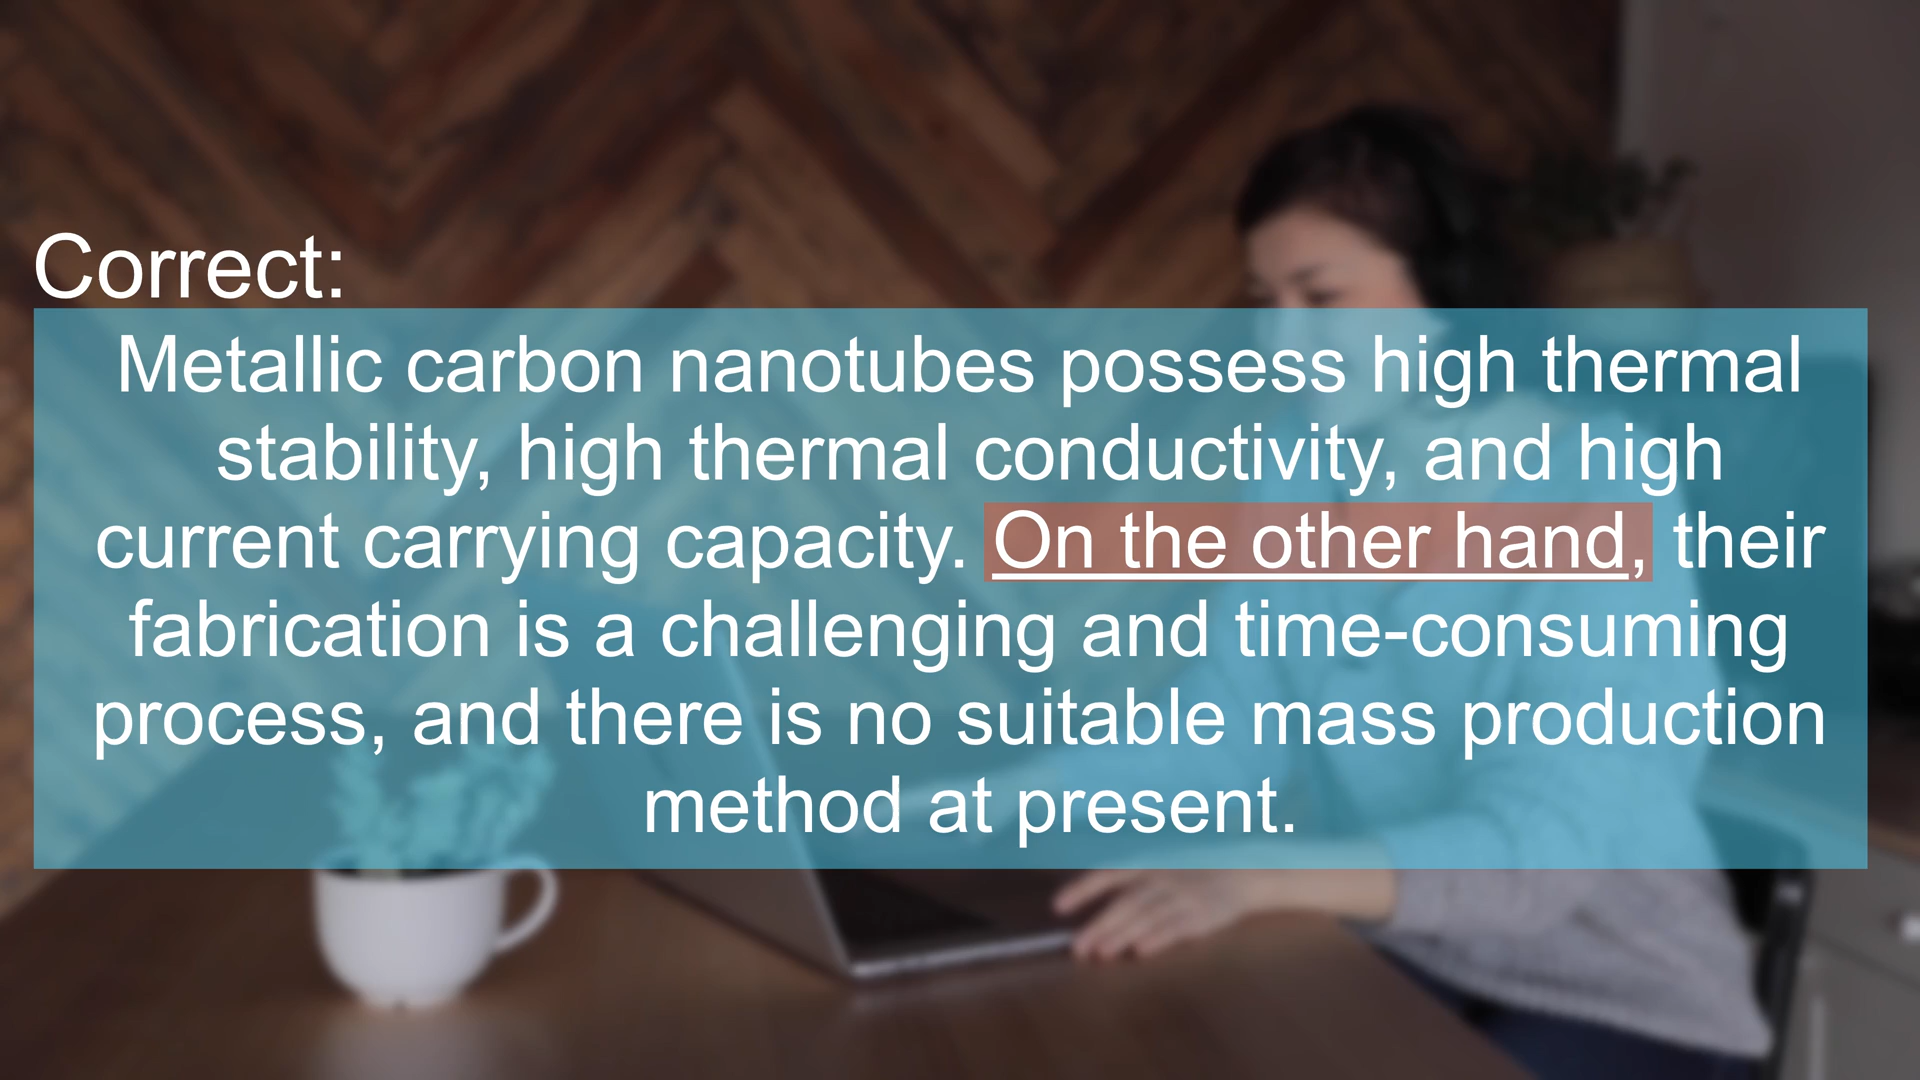 Correct:
Metallic carbon nanotubes possess high thermal
stability, high thermal conductivity, and high
current carrying capacity. On the other hand, their
fabrication is a challenging and time-consuming
process, and there is no suitable mass production
method at present.